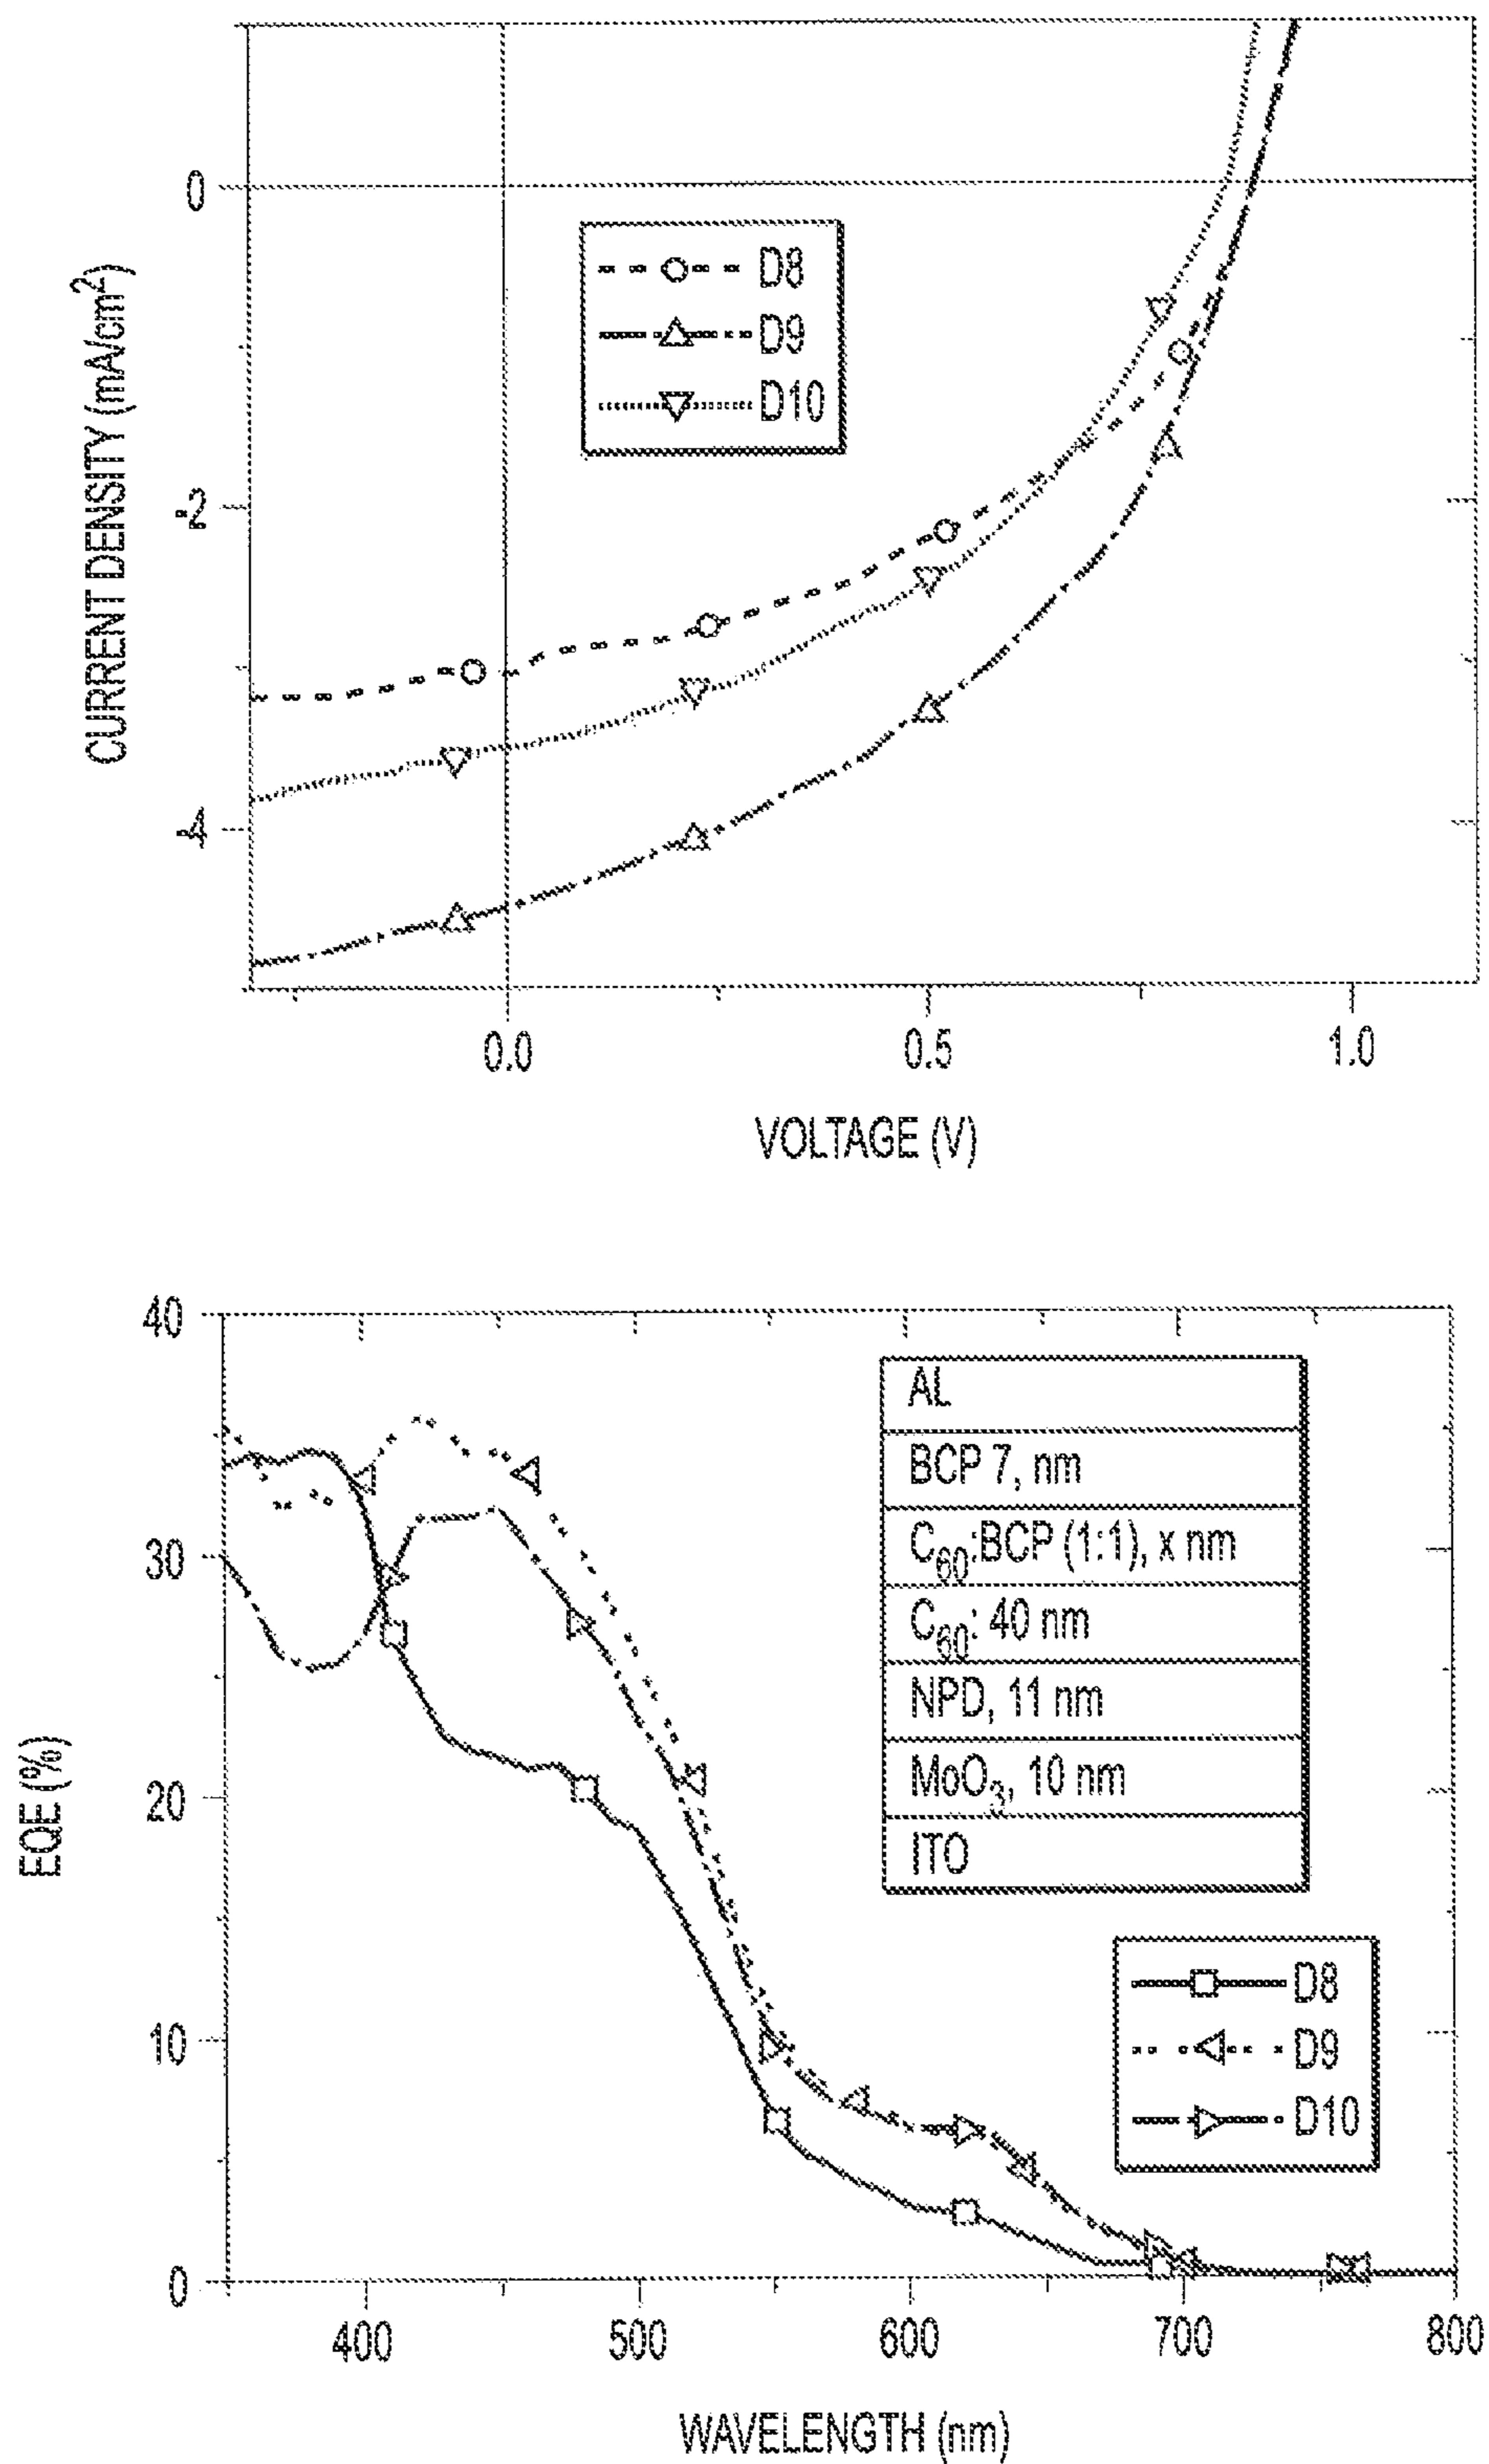 0
-2
-4
CURRENT DENSITY (mA/cm²)
D8
D9
D10
0.0
0.5
1.0
VOLTAGE (V)
40
30
20
10
0
EQE (%)
AL
BCP 7, nm
C₆₀:BCP (1:1), x nm
C₆₀: 40 nm
NPD, 11 nm
MoO₃, 10 nm
ITO
D8
D9
D10
400
500
600
700
800
WAVELENGTH (nm)